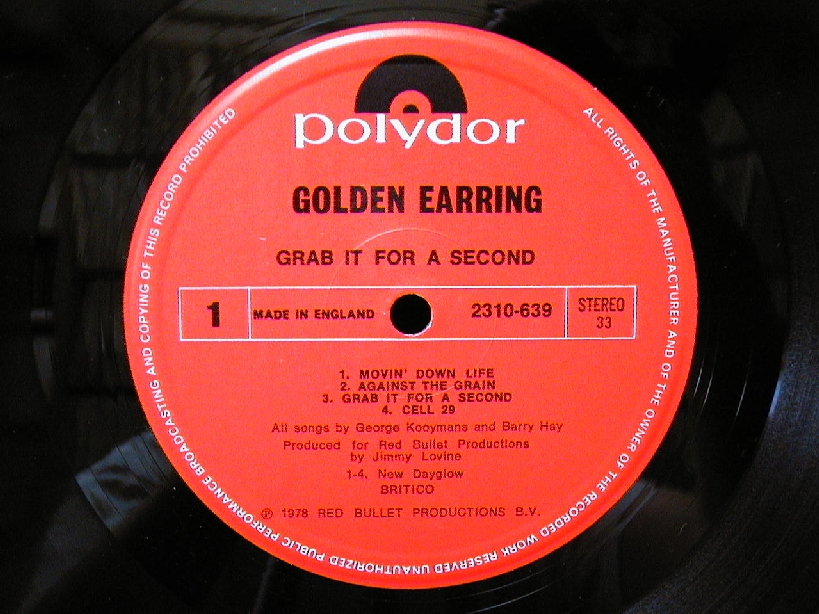 polydor
GOLDEN EARRING
GRAB IT FOR A SECOND
1
MADE IN ENGLAND
2310-639
STEREO
33
1. MOVIN' DOWN LIFE
2. AGAINST THE GRAIN
3. GRAB IT FOR A SECOND
4. CELL 29
All songs by George Kooymans and Barry Hay
Produced for Red Bullet Productions
by Jimmy Lovine
1-4. New Dayglow
BRITICO
℗ 1978 RED BULLET PRODUCTIONS B.V.
ALL RIGHTS OF THE MANUFACTURER AND OF THE OWNER OF THE RECORDED WORK RESERVED UNAUTHORIZED PUBLIC PERFORMANCE BROADCASTING AND COPYING OF THIS RECORD PROHIBITED